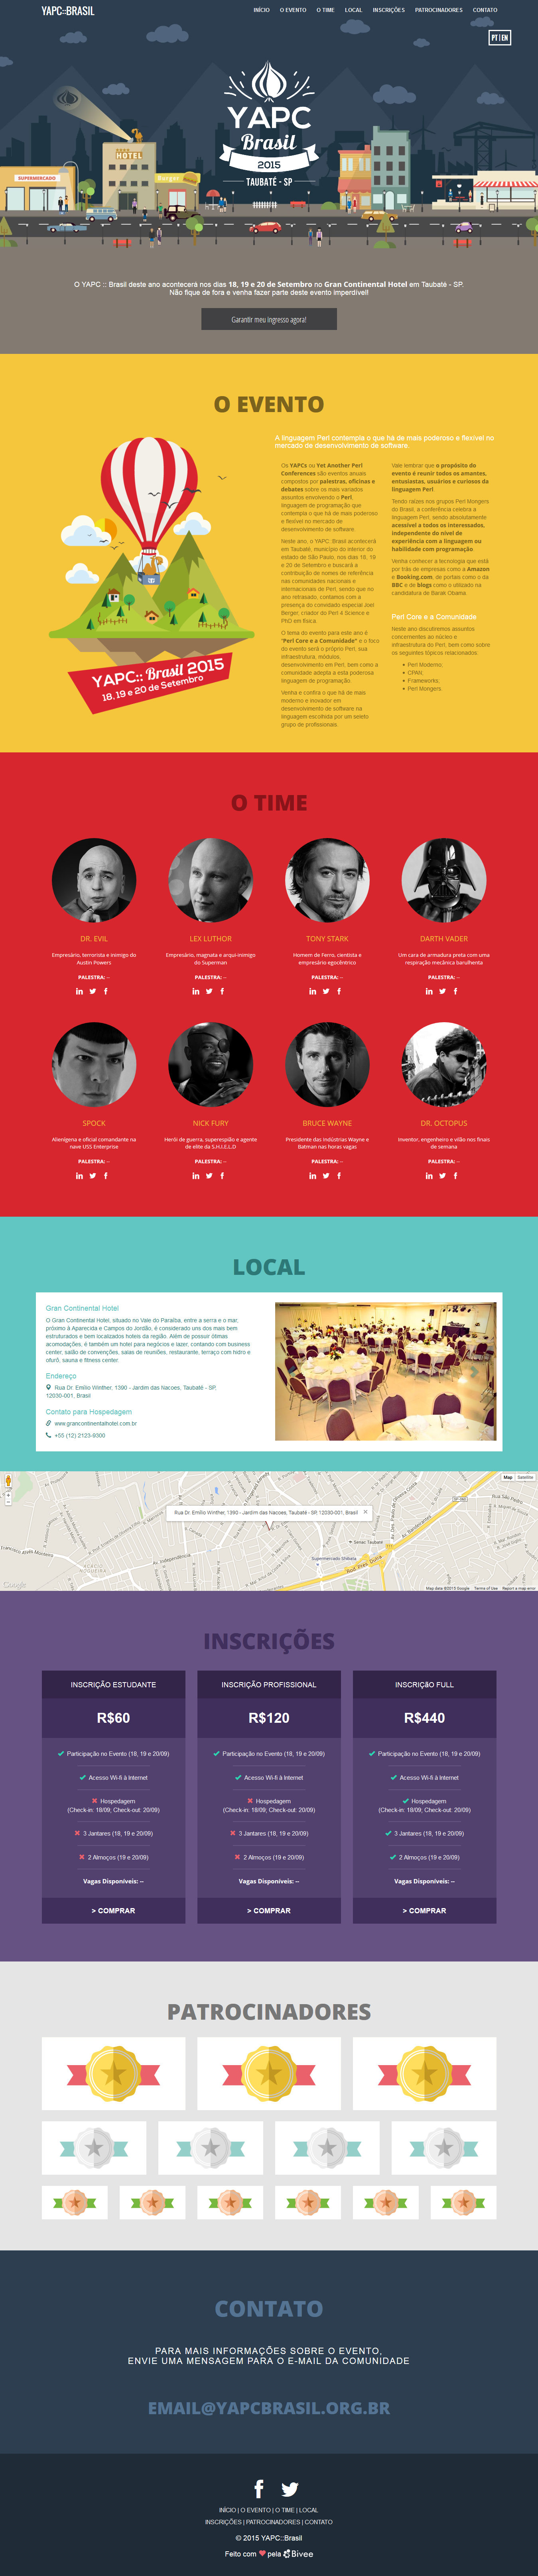 YAPC::BRASIL
INÍCIO O EVENTO O TIME LOCAL INSCRIÇÕES PATROCINADORES CONTATO
PT | EN
YAPC
Brasil
2015
TAUBATÉ - SP
SUPERMERCADO
HOTEL
Burger
O YAPC :: Brasil deste ano acontecerá nos dias 18, 19 e 20 de Setembro no Gran Continental Hotel em Taubaté - SP.
Não fique de fora e venha fazer parte deste evento imperdível!
Garantir meu ingresso agora!
O EVENTO
YAPC:: Brasil 2015
18,19 e 20 de Setembro
A linguagem Perl contempla o que há de mais poderoso e flexível no
mercado de desenvolvimento de software.
Os YAPCs ou Yet Another Perl
Conferences são eventos anuais
compostos por palestras, oficinas e
debates sobre os mais variados
assuntos envolvendo o Perl,
linguagem de programação que
contempla o que há de mais poderoso
e flexível no mercado de
desenvolvimento de software.
Neste ano, o YAPC::Brasil acontecerá
em Taubaté, município do interior do
estado de São Paulo, nos dias 18, 19
e 20 de Setembro e buscará a
contribuição de nomes de referência
nas comunidades nacionais e
internacionais de Perl, sendo que no
ano retrasado, contamos com a
presença do convidado especial Joel
Berger, criador do Perl 4 Science e
PhD em física.
O tema do evento para este ano é
"Perl Core e a Comunidade" e o foco
do evento será o próprio Perl, sua
infraestrutura, módulos,
desenvolvimento em Perl, bem como a
comunidade adepta a esta poderosa
linguagem de programação.
Venha e confira o que há de mais
moderno e inovador em
desenvolvimento de software na
linguagem escolhida por um seleto
grupo de profissionais.
Vale lembrar que o propósito do
evento é reunir todos os amantes,
entusiastas, usuários e curiosos da
linguagem Perl.
Tendo raízes nos grupos Perl Mongers
do Brasil, a conferência celebra a
linguagem Perl, sendo absolutamente
acessível a todos os interessados,
independente do nível de
experiência com a linguagem ou
habilidade com programação.
Venha conhecer a tecnologia que está
por trás de empresas como a Amazon
e Booking.com, de portais como o da
BBC e de blogs como o utilizado na
candidatura de Barak Obama.
Perl Core e a Comunidade
Neste ano discutiremos assuntos
concernentes ao núcleo e
infraestrutura do Perl, bem como sobre
os seguintes tópicos relacionados:
• Perl Moderno;
• CPAN;
• Frameworks;
• Perl Mongers.
O TIME
DR. EVIL
Empresário, terrorista e inimigo do
Austin Powers
PALESTRA: --
LEX LUTHOR
Empresário, magnata e arqui-inimigo
do Superman
PALESTRA: --
TONY STARK
Homem de Ferro, cientista e
empresário egocêntrico
PALESTRA: --
DARTH VADER
Um cara de armadura preta com uma
respiração mecânica barulhenta
PALESTRA: --
SPOCK
Alienígena e oficial comandante na
nave USS Enterprise
PALESTRA: --
NICK FURY
Herói de guerra, superespião e agente
de elite da S.H.I.E.L.D
PALESTRA: --
BRUCE WAYNE
Presidente das Indústrias Wayne e
Batman nas horas vagas
PALESTRA: --
DR. OCTOPUS
Inventor, engenheiro e vilão nos finais
de semana
PALESTRA: --
LOCAL
Gran Continental Hotel
O Gran Continental Hotel, situado no Vale do Paraíba, entre a serra e o mar,
próximo à Aparecida e Campos do Jordão, é considerado uns dos mais bem
estruturados e bem localizados hoteis da região. Além de possuir ótimas
acomodações, é também um hotel para negócios e lazer, contando com business
center, salão de convenções, salas de reuniões, restaurante, terraço com hidro e
ofurô, sauna e fitness center.
Endereço
Rua Dr. Emílio Winther, 1390 - Jardim das Nacoes, Taubaté - SP,
12030-001, Brasil
Contato para Hospedagem
www.grancontinentalhotel.com.br
+55 (12) 2123-9300
Map Satellite
Rua Dr. Emílio Winther, 1390 - Jardim das Nacoes, Taubaté - SP, 12030-001, Brasil
Senac Taubaté
Supermercado Shibata
Av. Independência
Google
Map data ©2015 Google Terms of Use Report a map error
INSCRIÇÕES
INSCRIÇÃO ESTUDANTE
R$60
Participação no Evento (18, 19 e 20/09)
Acesso Wi-fi à Internet
Hospedagem
(Check-in: 18/09; Check-out: 20/09)
3 Jantares (18, 19 e 20/09)
2 Almoços (19 e 20/09)
Vagas Disponíveis: --
> COMPRAR
INSCRIÇÃO PROFISSIONAL
R$120
Participação no Evento (18, 19 e 20/09)
Acesso Wi-fi à Internet
Hospedagem
(Check-in: 18/09; Check-out: 20/09)
3 Jantares (18, 19 e 20/09)
2 Almoços (19 e 20/09)
Vagas Disponíveis: --
> COMPRAR
INSCRIÇÃO FULL
R$440
Participação no Evento (18, 19 e 20/09)
Acesso Wi-fi à Internet
Hospedagem
(Check-in: 18/09; Check-out: 20/09)
3 Jantares (18, 19 e 20/09)
2 Almoços (19 e 20/09)
Vagas Disponíveis: --
> COMPRAR
PATROCINADORES
CONTATO
PARA MAIS INFORMAÇÕES SOBRE O EVENTO,
ENVIE UMA MENSAGEM PARA O E-MAIL DA COMUNIDADE
EMAIL@YAPCBRASIL.ORG.BR
INÍCIO | O EVENTO | O TIME | LOCAL
INSCRIÇÕES | PATROCINADORES | CONTATO
© 2015 YAPC::Brasil
Feito com ❤ pela Bivee